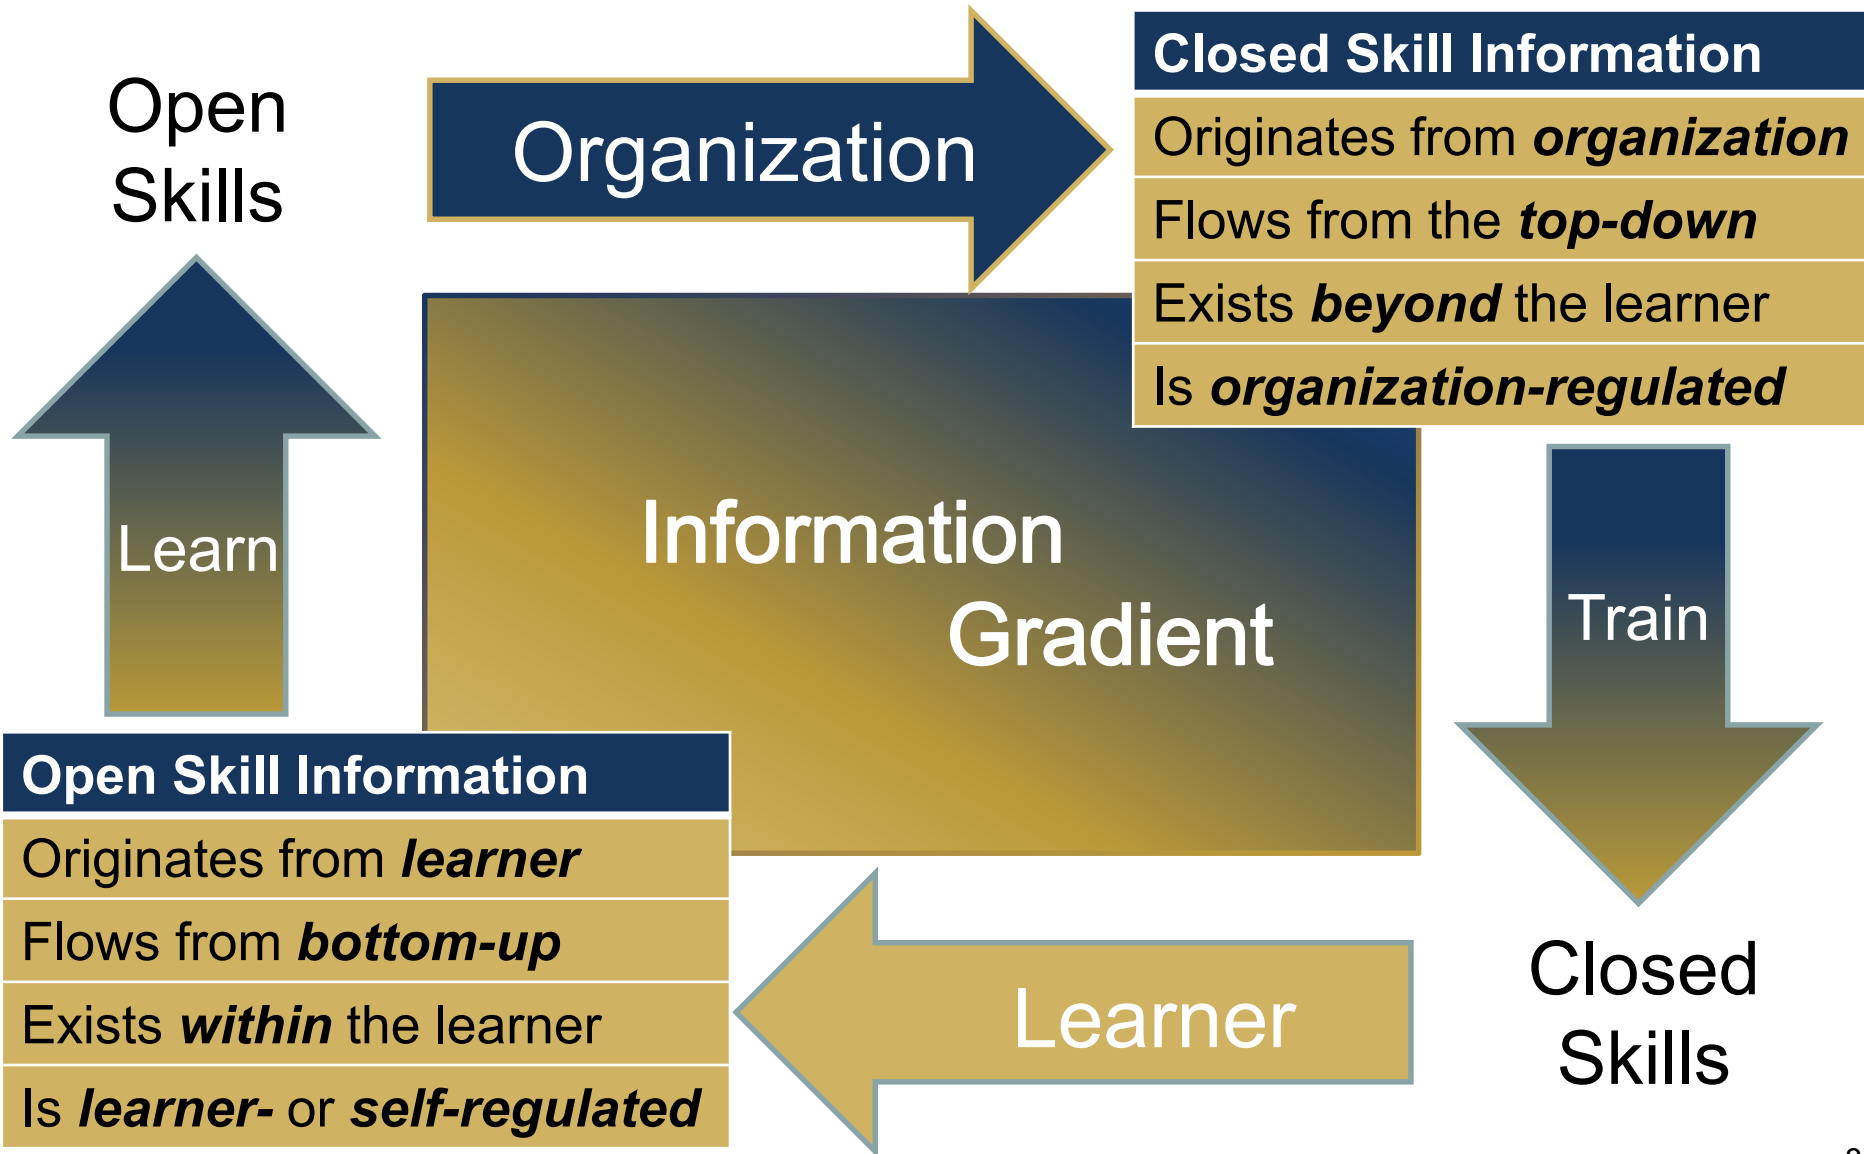 Open
Skills
Organization
Closed Skill Information
Originates from organization
Flows from the top-down
Exists beyond the learner
Is organization-regulated
Learn
Information
Gradient
Train
Open Skill Information
Originates from learner
Flows from bottom-up
Exists within the learner
Is learner- or self-regulated
Learner
Closed
Skills